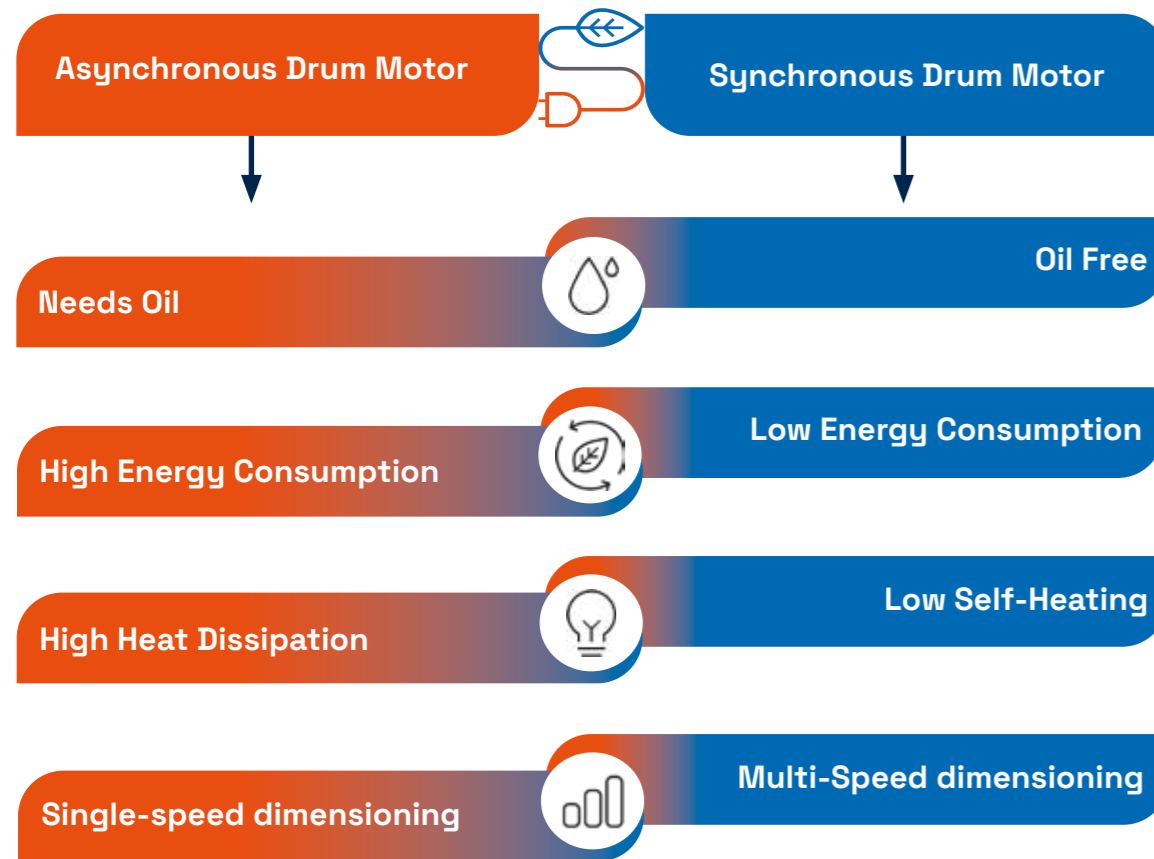 Asynchronous Drum Motor
Synchronous Drum Motor
Needs Oil
Oil Free
High Energy Consumption
Low Energy Consumption
High Heat Dissipation
Low Self-Heating
Single-speed dimensioning
Multi-Speed dimensioning